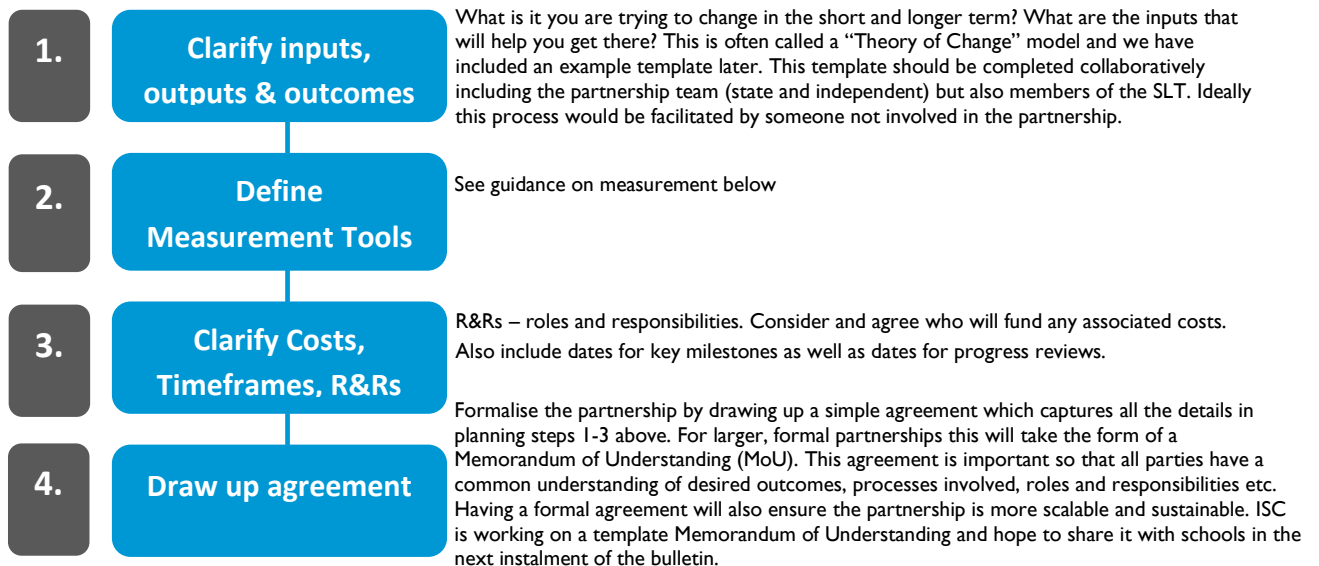 1.
Clarify inputs,
outputs & outcomes
What is it you are trying to change in the short and longer term? What are the inputs that
will help you get there? This is often called a “Theory of Change” model and we have
included an example template later. This template should be completed collaboratively
including the partnership team (state and independent) but also members of the SLT. Ideally
this process would be facilitated by someone not involved in the partnership.
2.
Define
Measurement Tools
See guidance on measurement below
3.
Clarify Costs,
Timeframes, R&Rs
R&Rs – roles and responsibilities. Consider and agree who will fund any associated costs.
Also include dates for key milestones as well as dates for progress reviews.
4.
Draw up agreement
Formalise the partnership by drawing up a simple agreement which captures all the details in
planning steps 1-3 above. For larger, formal partnerships this will take the form of a
Memorandum of Understanding (MoU). This agreement is important so that all parties have a
common understanding of desired outcomes, processes involved, roles and responsibilities etc.
Having a formal agreement will also ensure the partnership is more scalable and sustainable. ISC
is working on a template Memorandum of Understanding and hope to share it with schools in the
next instalment of the bulletin.